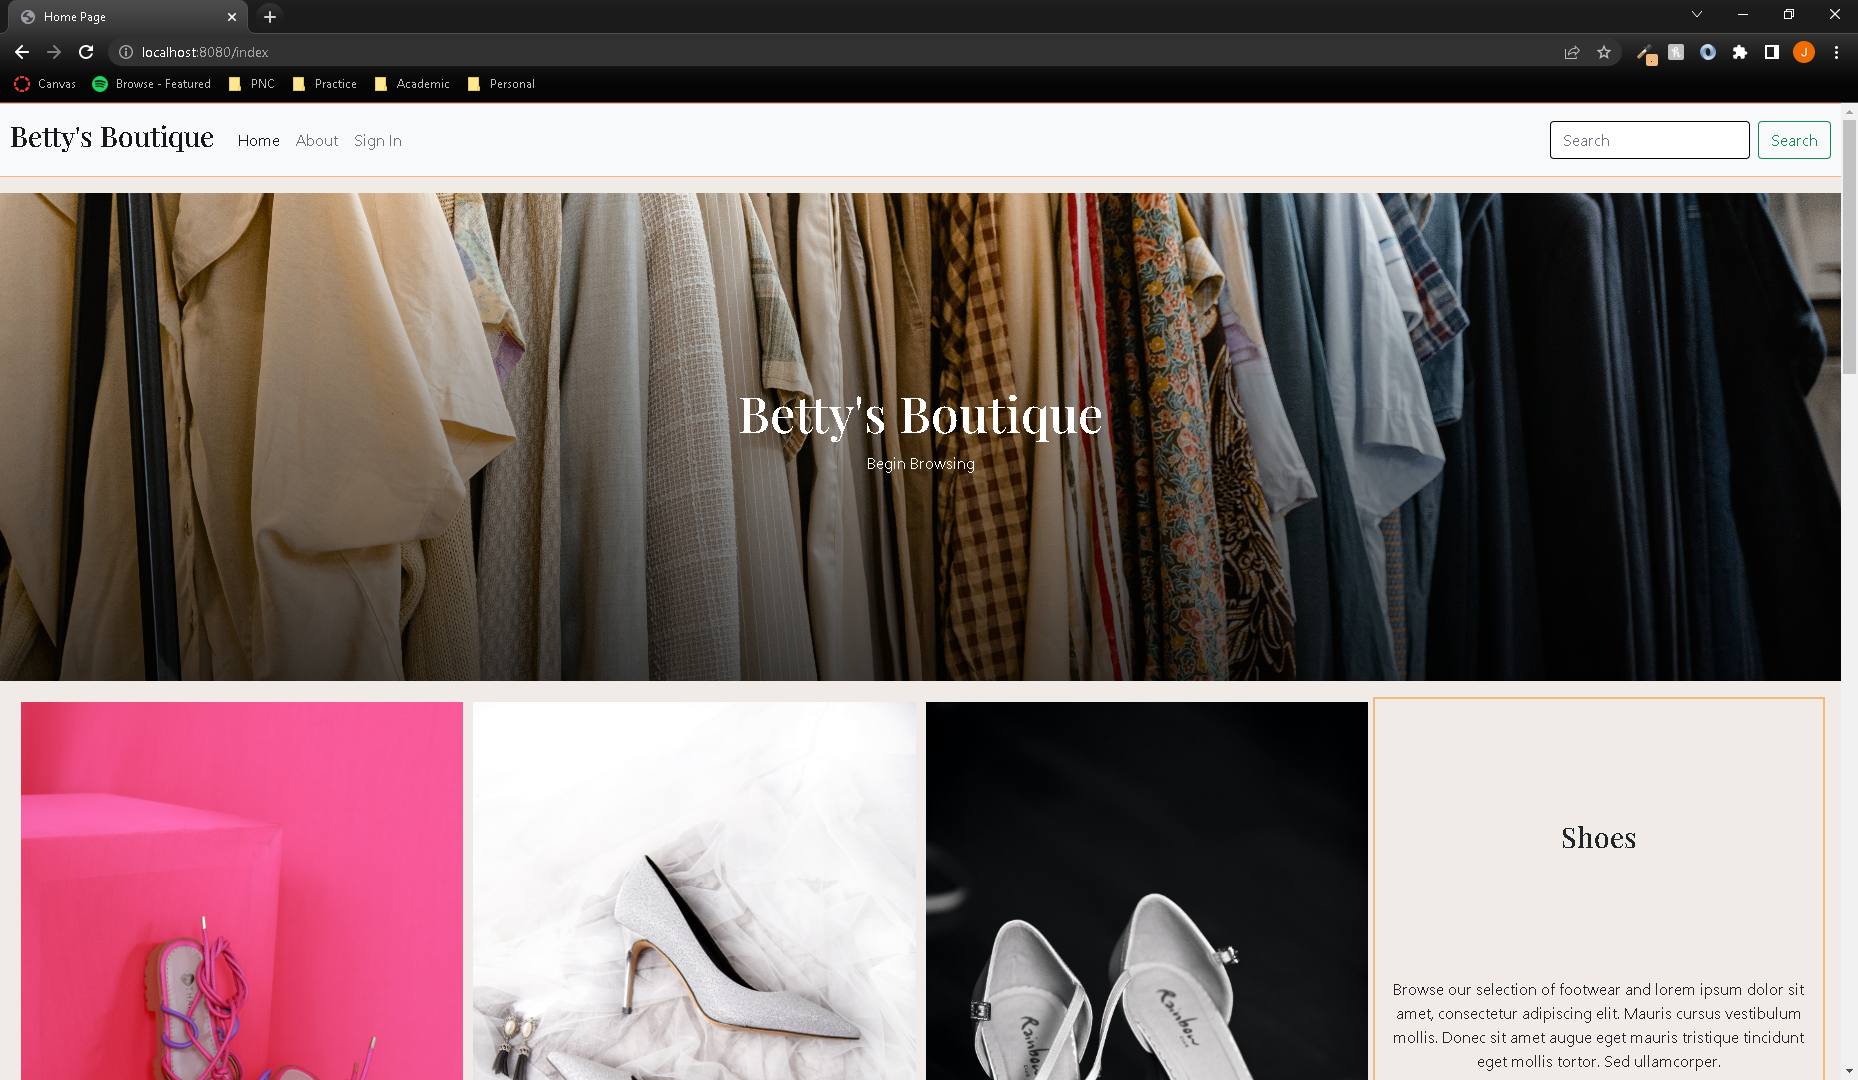 Home Page
localhost:8080/index
J
Canvas
Browse - Featured
PNC
Practice
Academic
Personal
Betty's Boutique
Home
About
Sign In
Search
Search
Betty's Boutique
Begin Browsing
Shoes
Rainbow
Rainbow
Browse our selection of footwear and lorem ipsum dolor sit
amet, consectetur adipiscing elit. Mauris cursus vestibulum
mollis. Donec sit amet augue eget mauris tristique tincidunt
eget mollis tortor. Sed ullamcorper.